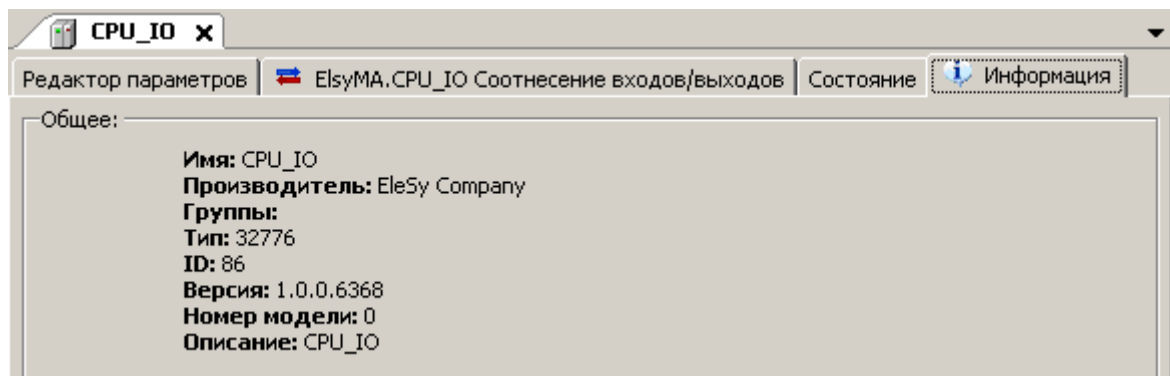 CPU_IO
Редактор параметров ElsyMA.CPU_IO Соотнесение входов/выходов Состояние Информация
Общее:
Имя: CPU_IO
Производитель: EleSy Company
Группы:
Тип: 32776
ID: 86
Версия: 1.0.0.6368
Номер модели: 0
Описание: CPU_IO